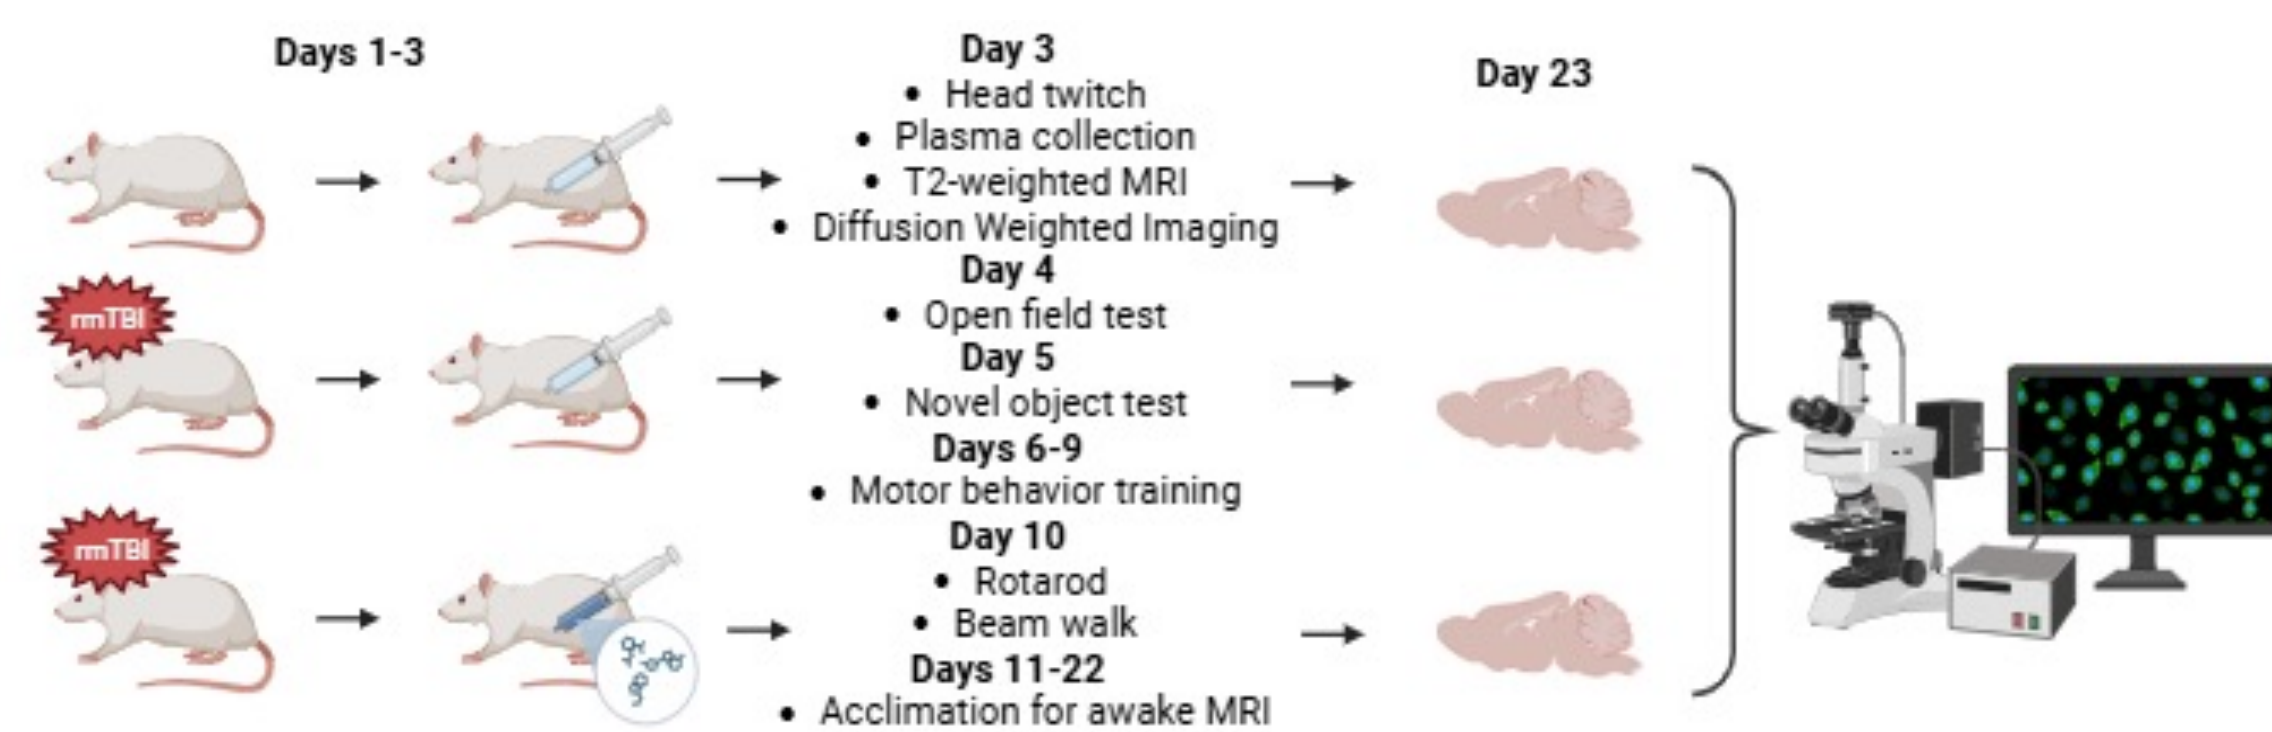 Days 1-3
rmTBI
rmTBI
Day 3
• Head twitch
• Plasma collection
• T2-weighted MRI
• Diffusion Weighted Imaging
Day 4
• Open field test
Day 5
• Novel object test
Days 6-9
• Motor behavior training
Day 10
• Rotarod
• Beam walk
Days 11-22
• Acclimation for awake MRI
Day 23